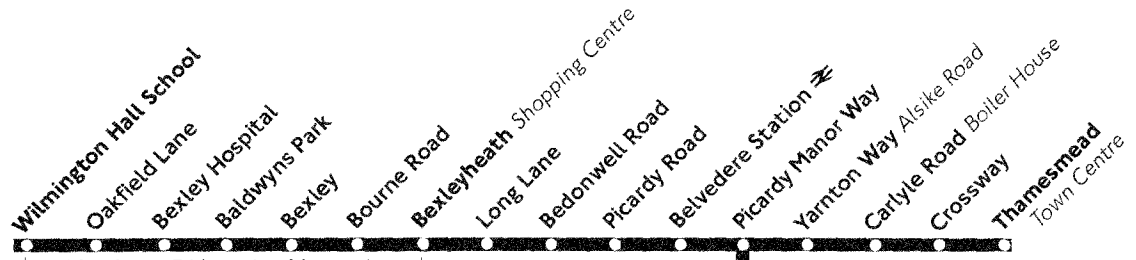 Wilmington Hall School
Oakfield Lane
Bexley Hospital
Baldwyns Park
Bexley
Bourne Road
Bexleyheath Shopping Centre
Long Lane
Bedonwell Road
Picardy Road
Belvedere Station
Picardy Manor Way
Yarnton Way Alsike Road
Carlyle Road Boiler House
Crossway
Thamesmead
Town Centre